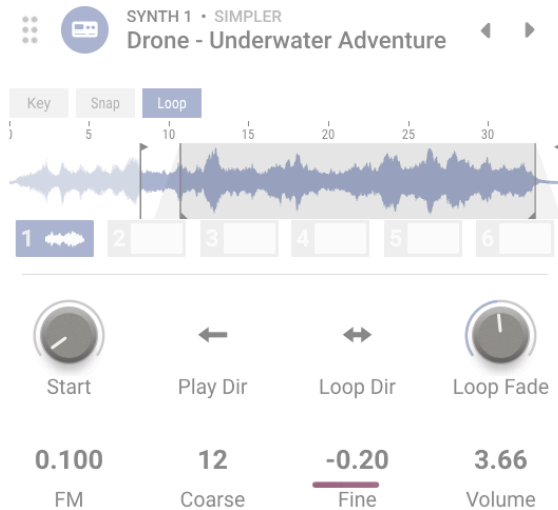 SYNTH 1 • SIMPLER
Drone - Underwater Adventure
Key Snap Loop
0 5 10 15 20 25 30
1 2 3 4 5 6
Start Play Dir Loop Dir Loop Fade
0.100 12 -0.20 3.66
FM Coarse Fine Volume